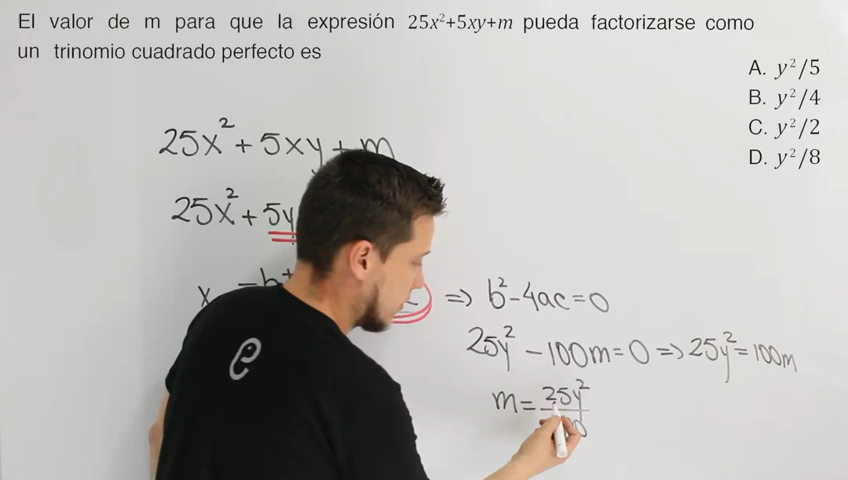 El valor de m para que la expresión 25x²+5xy+m pueda factorizarse como
un trinomio cuadrado perfecto es
A. y²/5
B. y²/4
C. y²/2
D. y²/8
25x² + 5xy + m
25x² + 5y
x -b±
⇒ b² - 4ac = 0
25y² - 100m = 0 ⇒ 25y² = 100m
m = 25y²
e